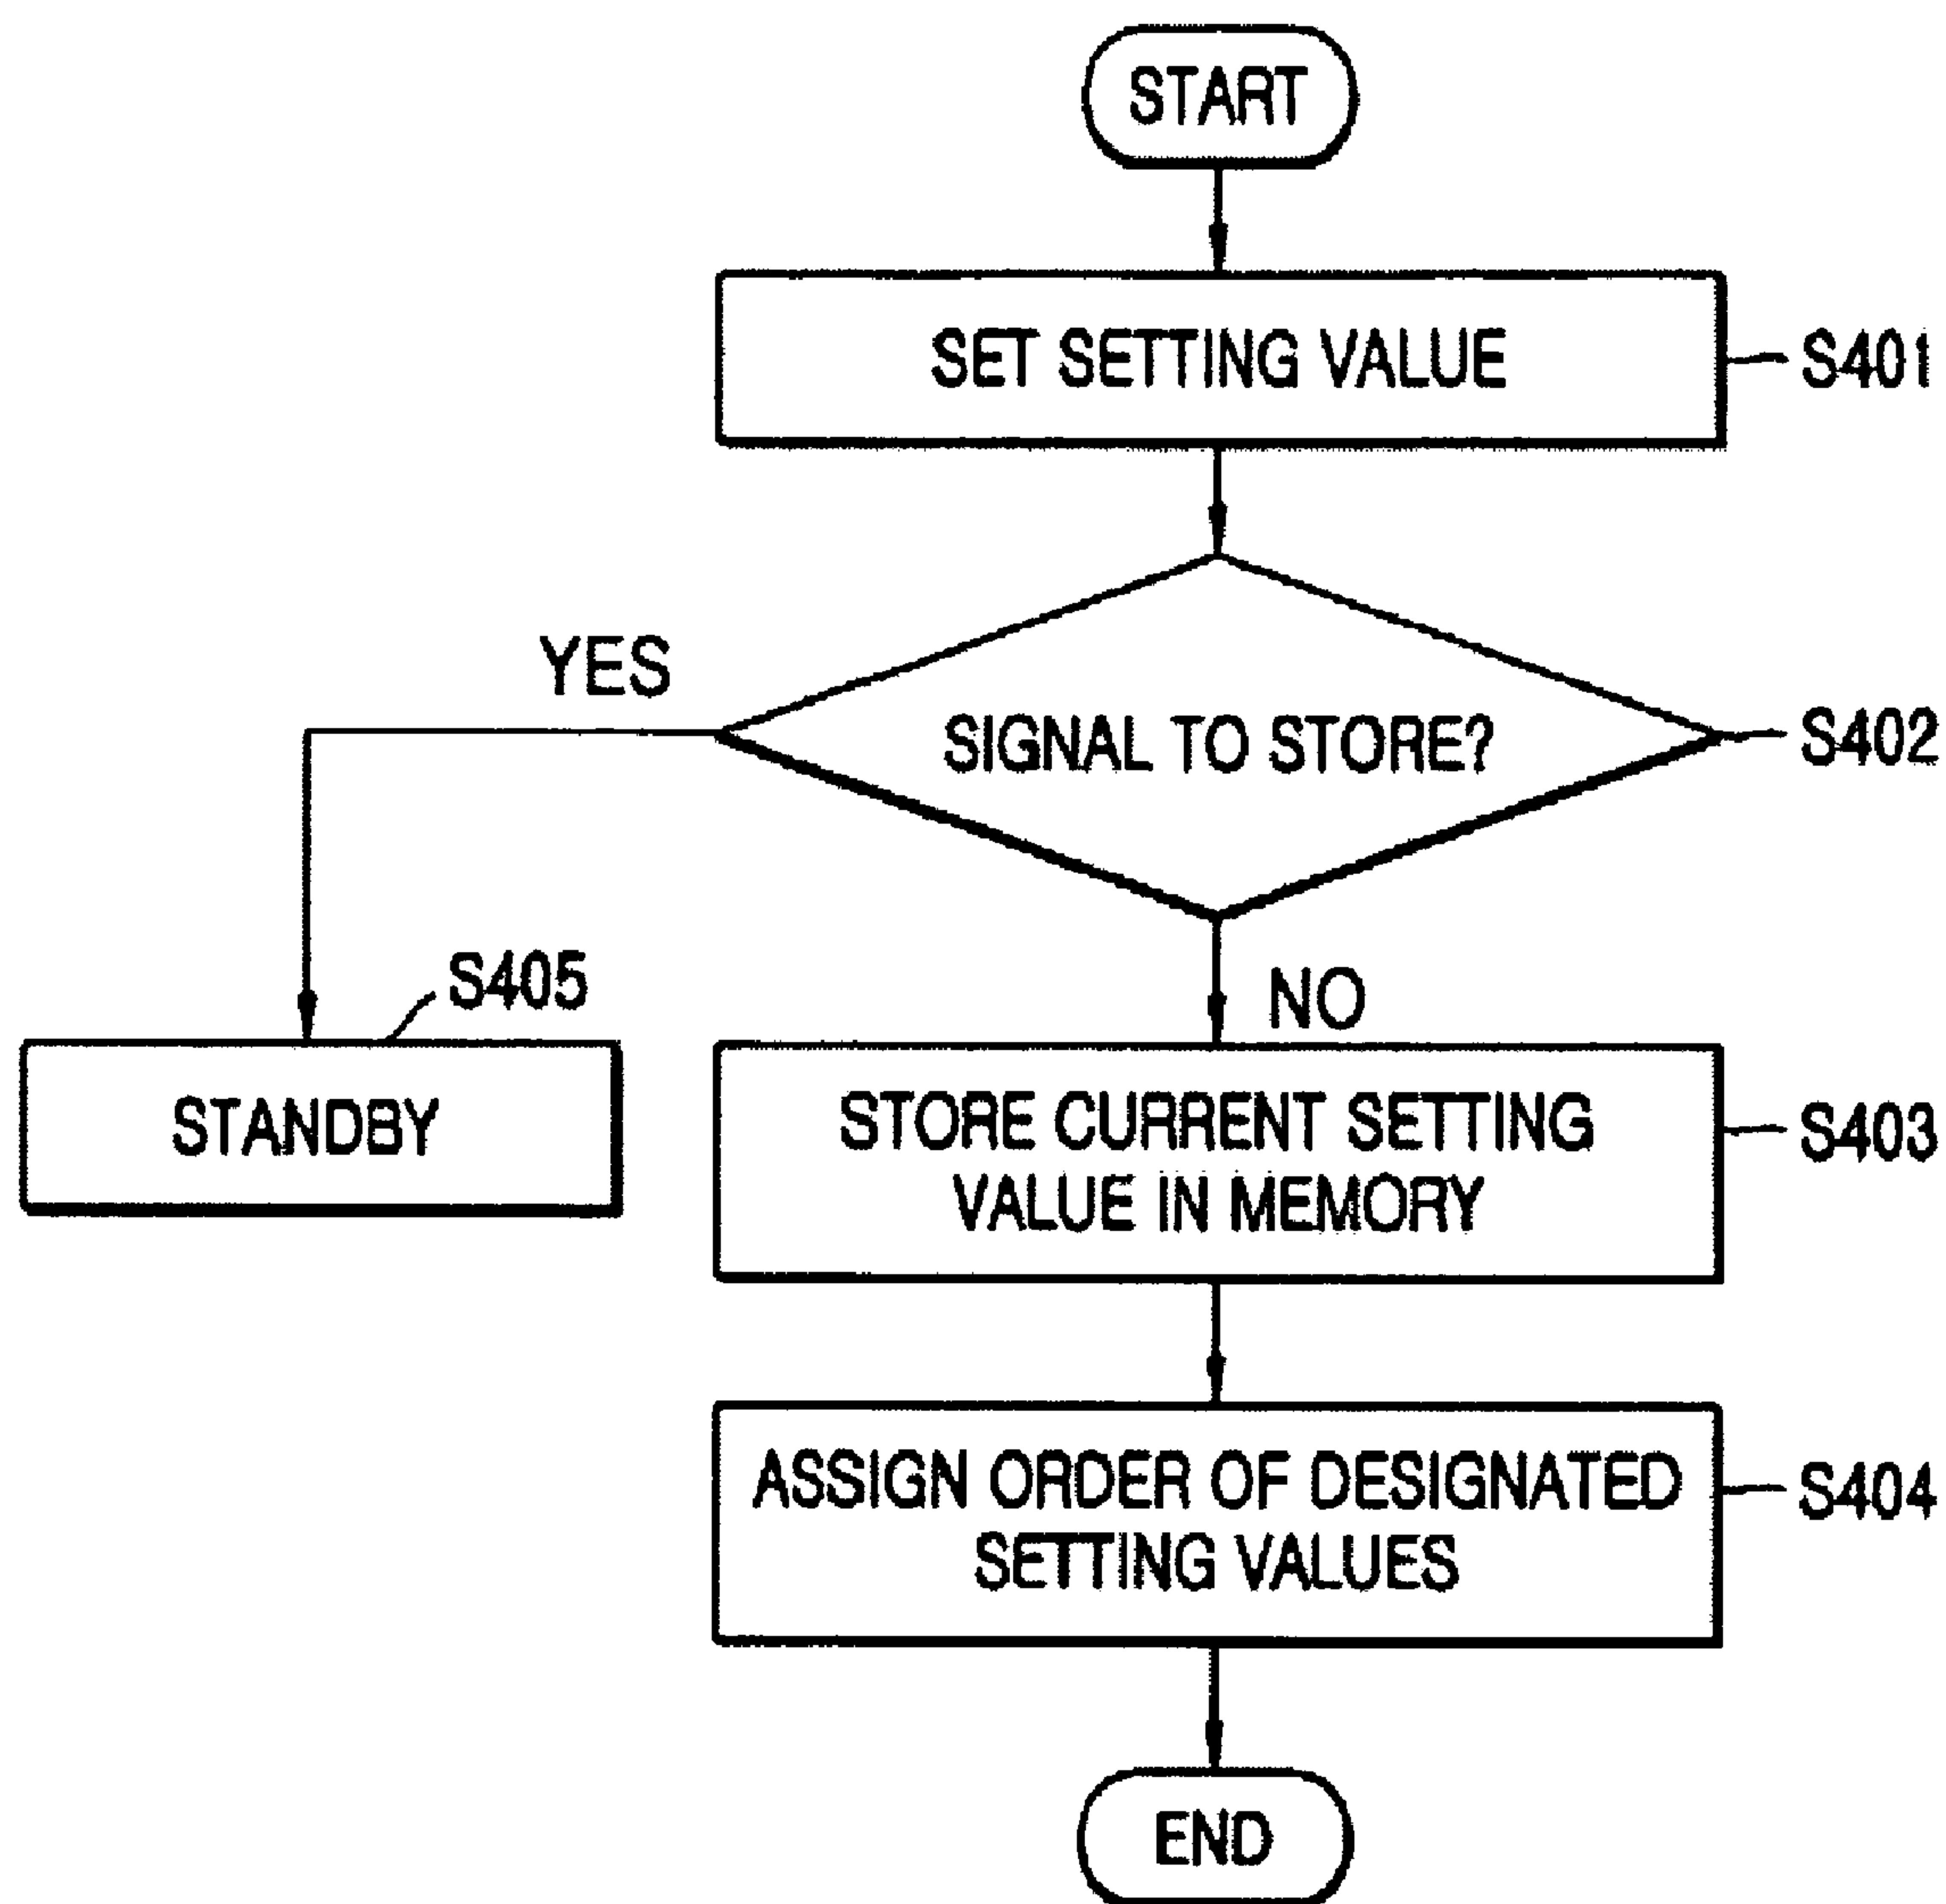 START
SET SETTING VALUE
S401
YES
SIGNAL TO STORE?
S402
S405
NO
STANDBY
STORE CURRENT SETTING
VALUE IN MEMORY
S403
ASSIGN ORDER OF DESIGNATED
SETTING VALUES
S404
END